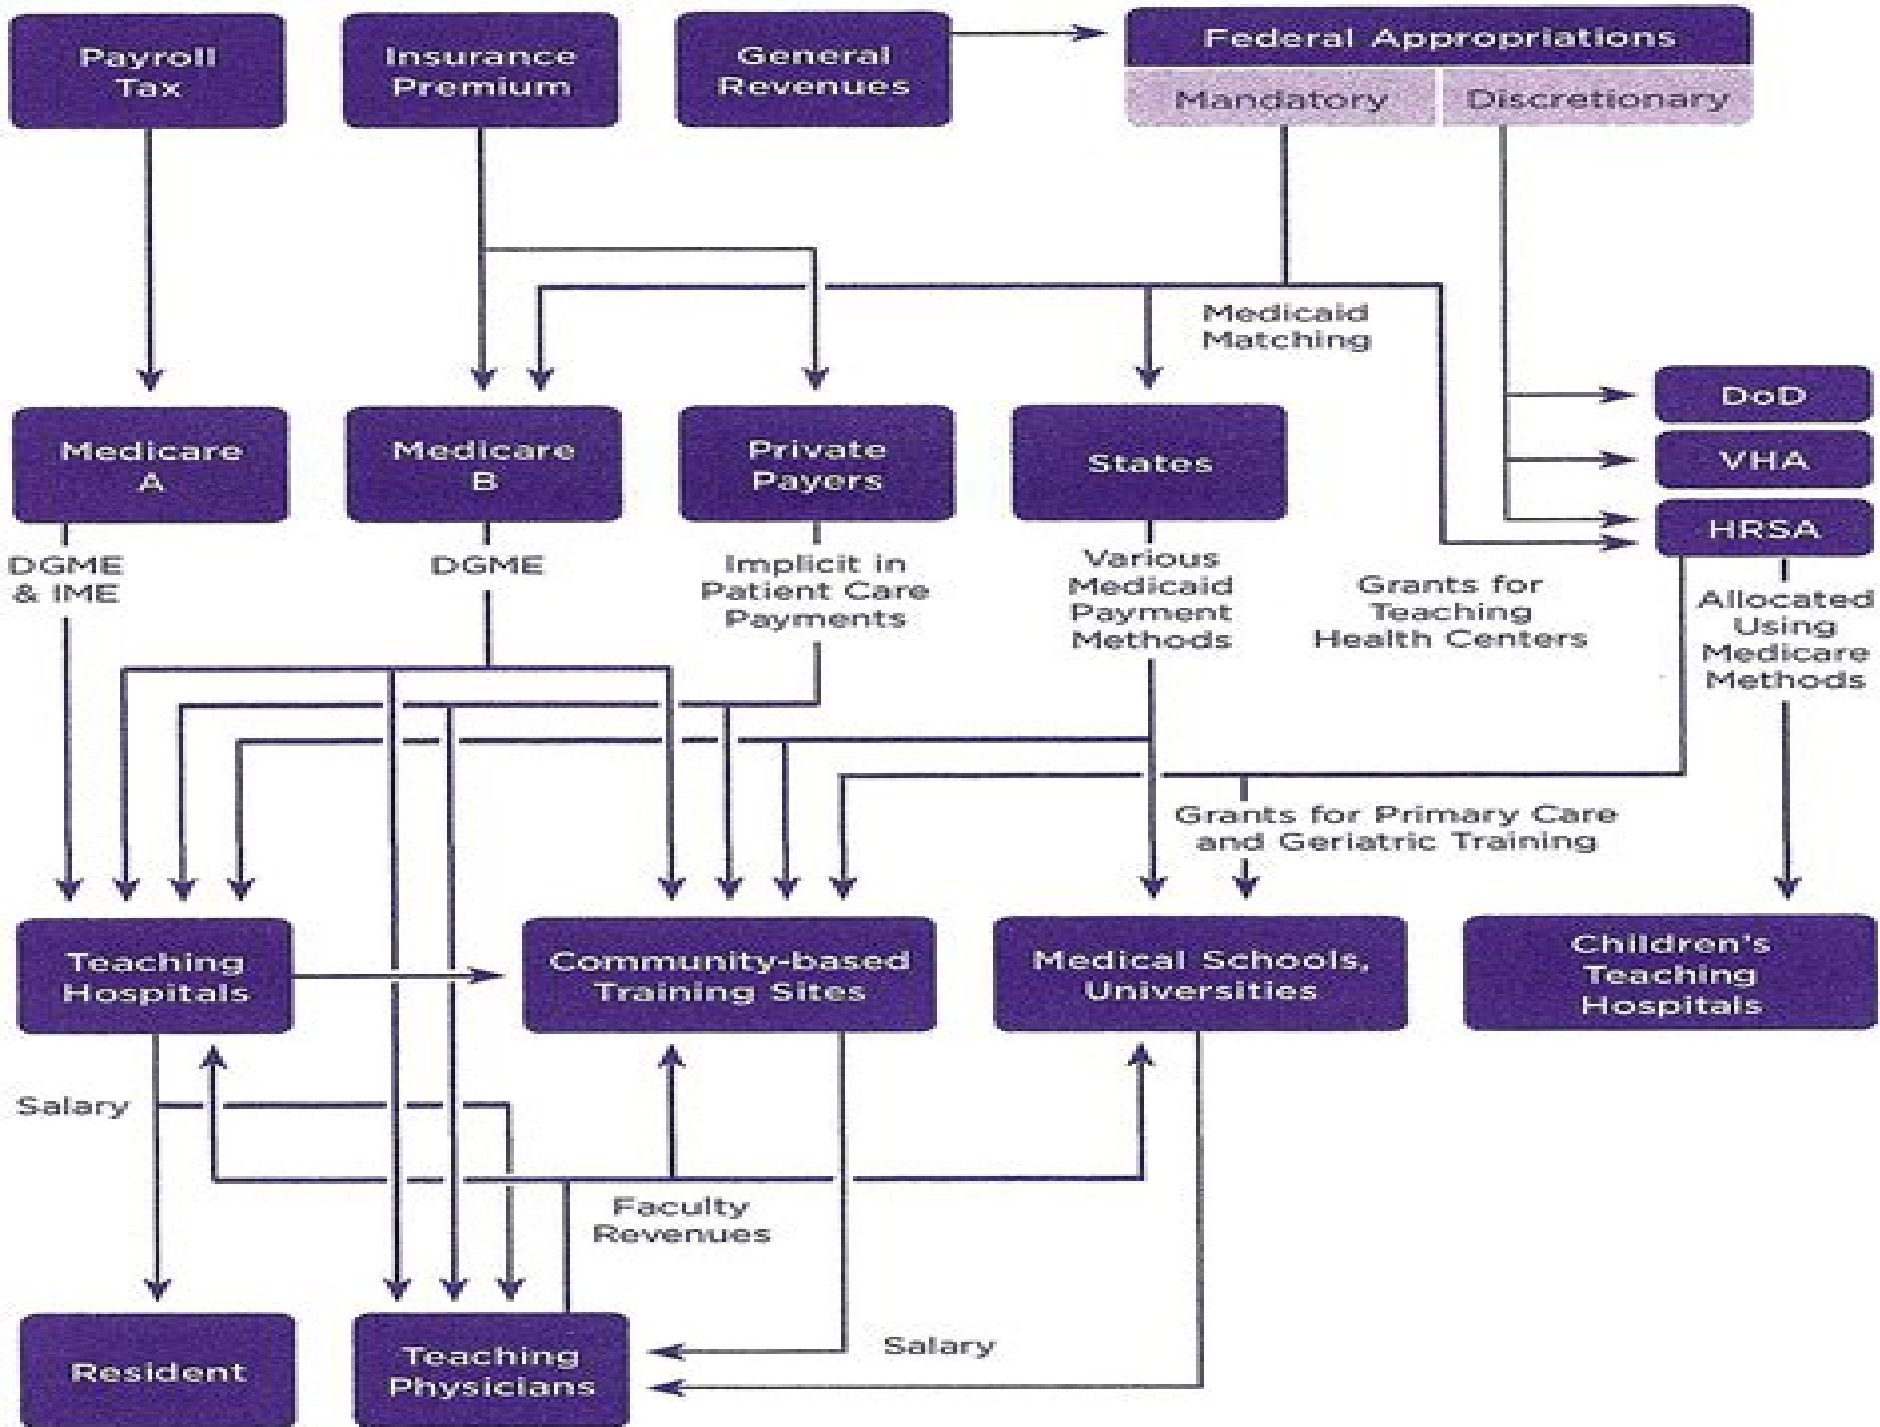 Payroll
Tax
Insurance
Premium
General
Revenues
Federal Appropriations
Mandatory
Discretionary
Medicaid
Matching
Medicare
A
Medicare
B
Private
Payers
States
DoD
VHA
HRSA
DGME
& IME
DGME
Implicit in
Patient Care
Payments
Various
Medicaid
Payment
Methods
Grants for
Teaching
Health Centers
Allocated
Using
Medicare
Methods
Grants for Primary Care
and Geriatric Training
Teaching
Hospitals
Community-based
Training Sites
Medical Schools,
Universities
Children's
Teaching
Hospitals
Salary
Faculty
Revenues
Salary
Resident
Teaching
Physicians